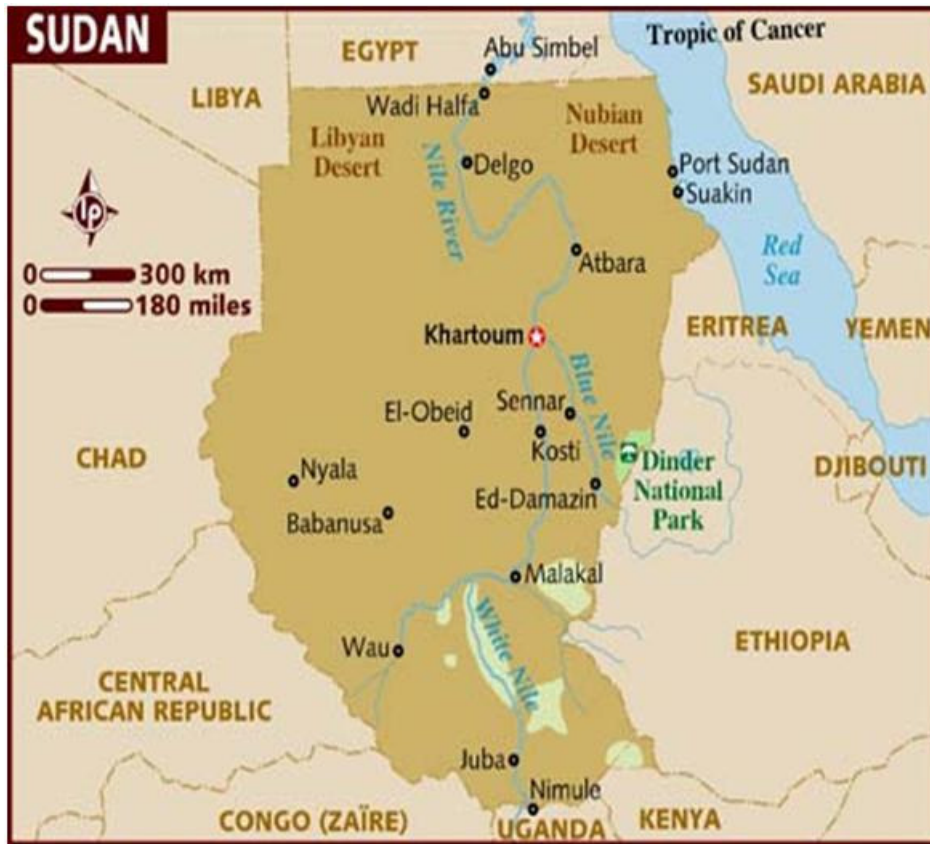 SUDAN
EGYPT
Abu Simbel
Tropic of Cancer
LIBYA
SAUDI ARABIA
Wadi Halfa
Libyan
Desert
Nubian
Desert
Nile River
Delgo
Port Sudan
Suakin
lp
Red
Sea
Atbara
0 300 km
0 180 miles
Khartoum
ERITREA
YEMEN
Blue Nile
Sennar
El-Obeid
Kosti
CHAD
Nyala
Dinder
National
Park
DJIBOUTI
Ed-Damazin
Babanusa
Malakal
White Nile
Wau
ETHIOPIA
CENTRAL
AFRICAN REPUBLIC
Juba
Nimule
CONGO (ZAÏRE)
UGANDA
KENYA